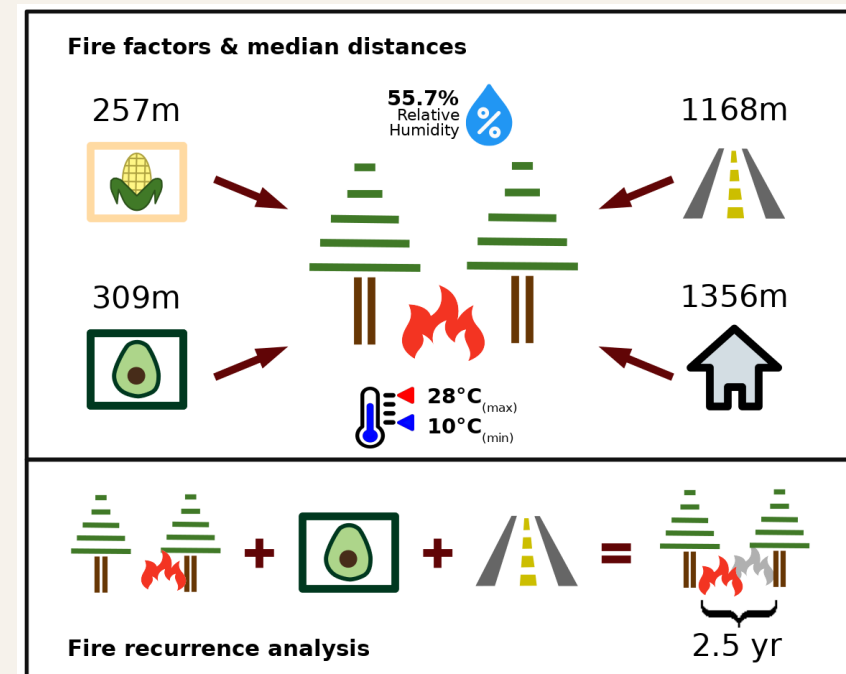 Fire factors & median distances
257m
55.7%
Relative
Humidity
%
1168m
309m
1356m
28°C(max)
10°C(min)
Fire recurrence analysis
2.5 yr